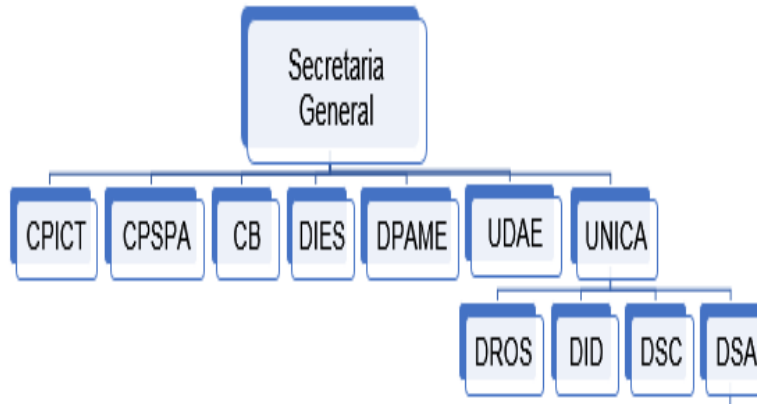 Secretaria
General
CPICT
CPSPA
CB
DIES
DPAME
UDAE
UNICA
DROS
DID
DSC
DSA